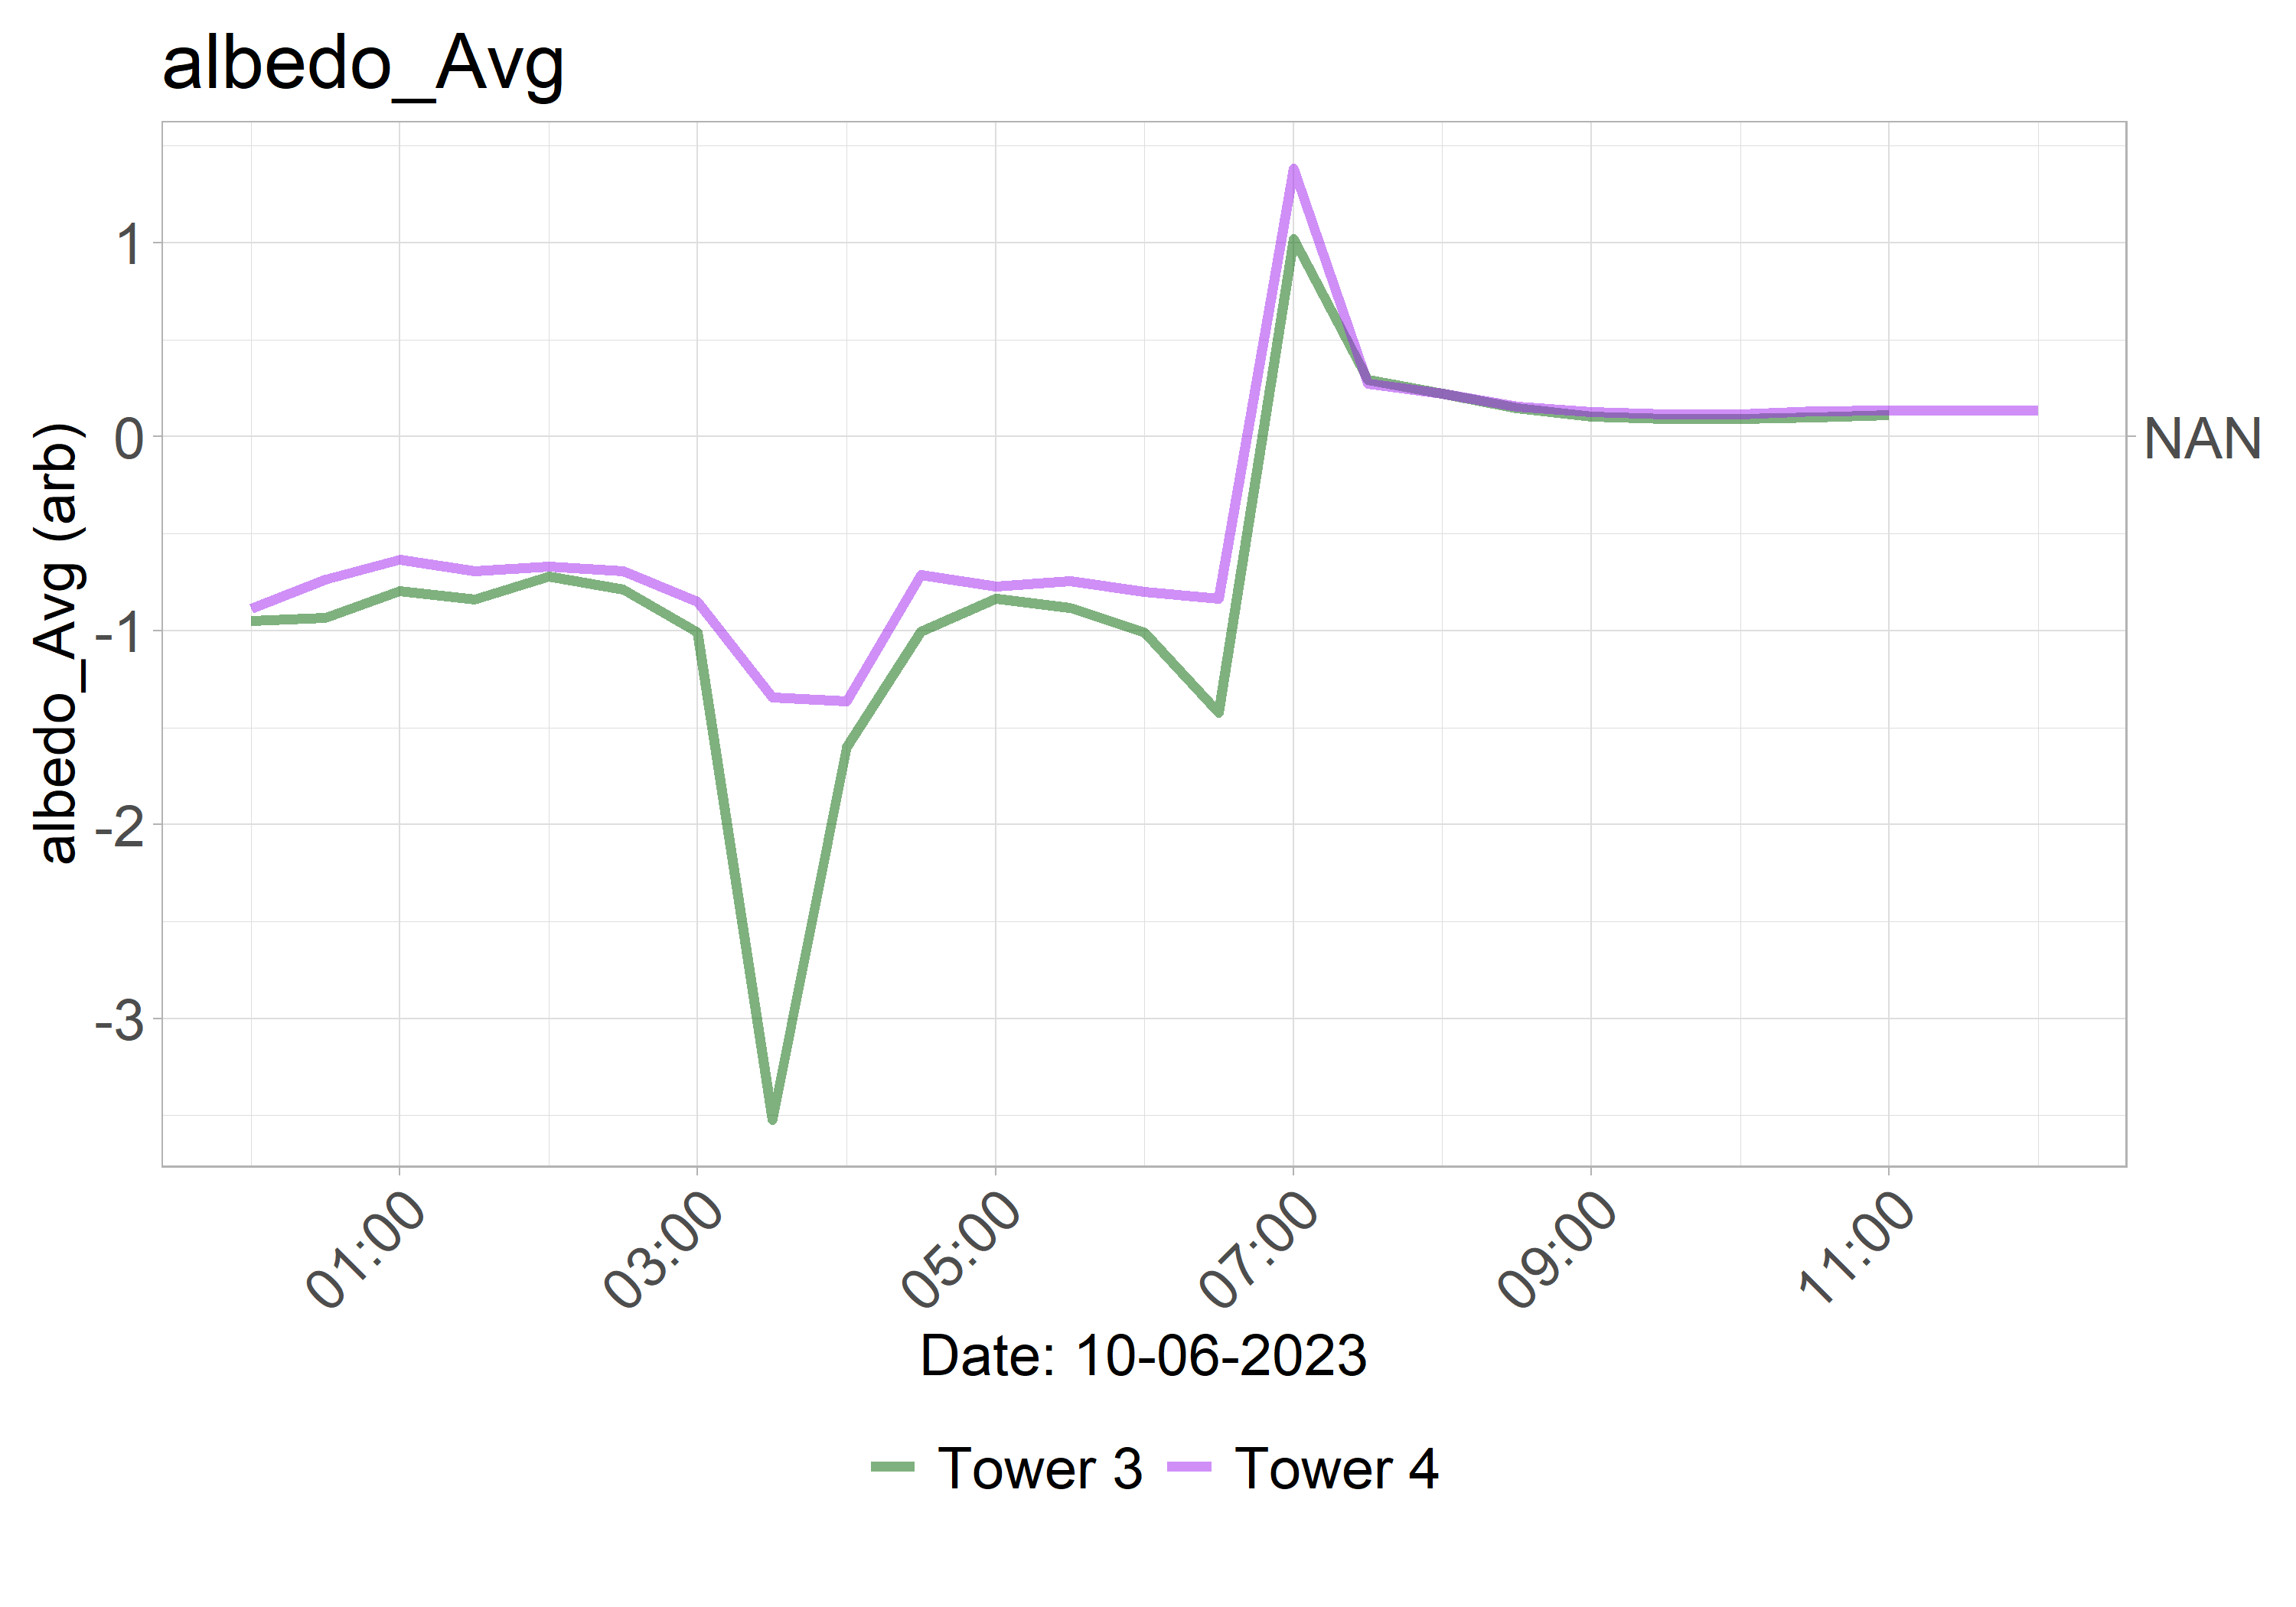 albedo_Avg
albedo_Avg (arb)
1
0
-1
-2
-3
NAN
01:00
03:00
05:00
07:00
09:00
11:00
Date: 10-06-2023
Tower 3
Tower 4